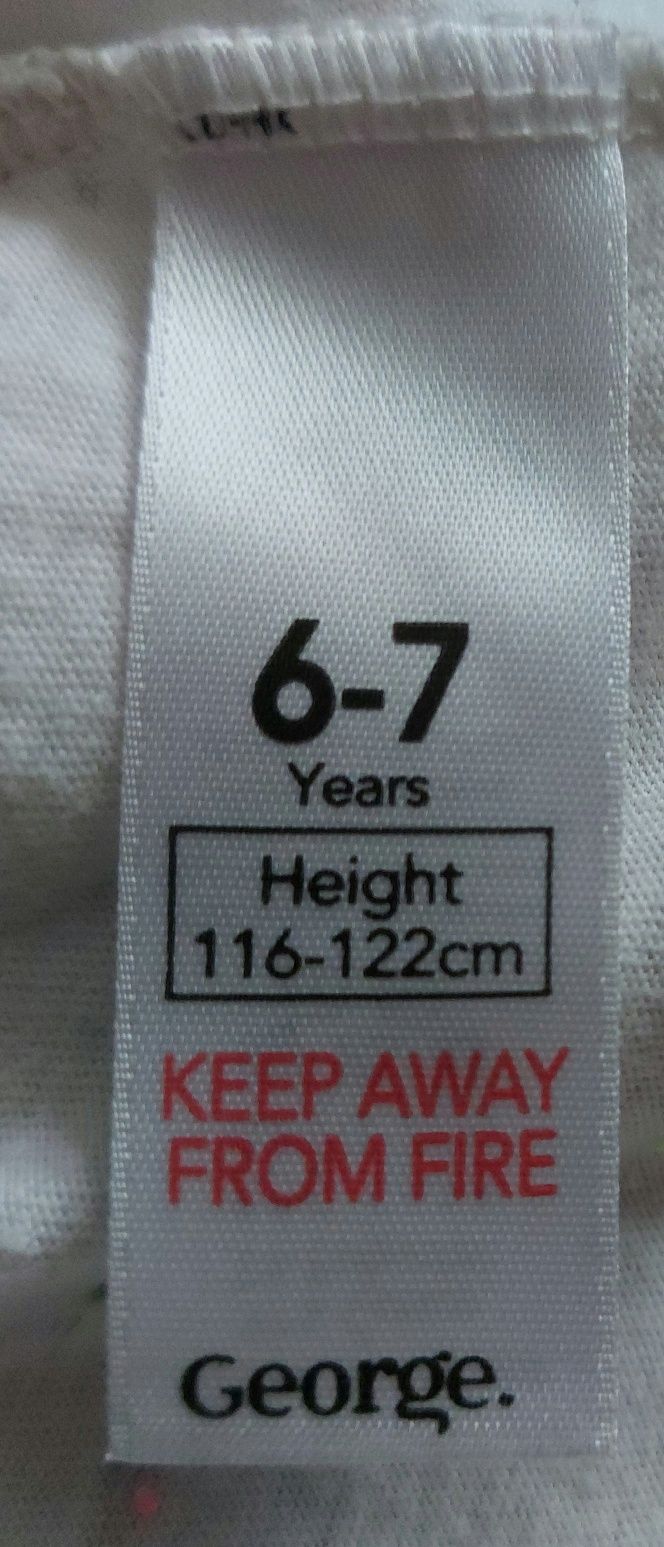 6-7
Years
Height
116-122cm
KEEP AWAY
FROM FIRE
George.